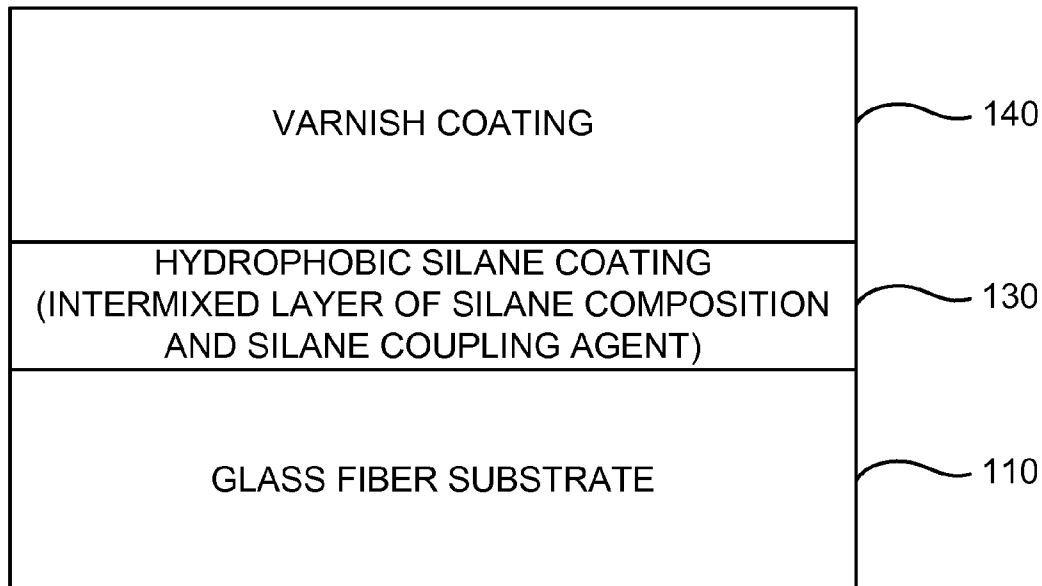 VARNISH COATING
140
HYDROPHOBIC SILANE COATING
(INTERMIXED LAYER OF SILANE COMPOSITION
AND SILANE COUPLING AGENT)
130
GLASS FIBER SUBSTRATE
110